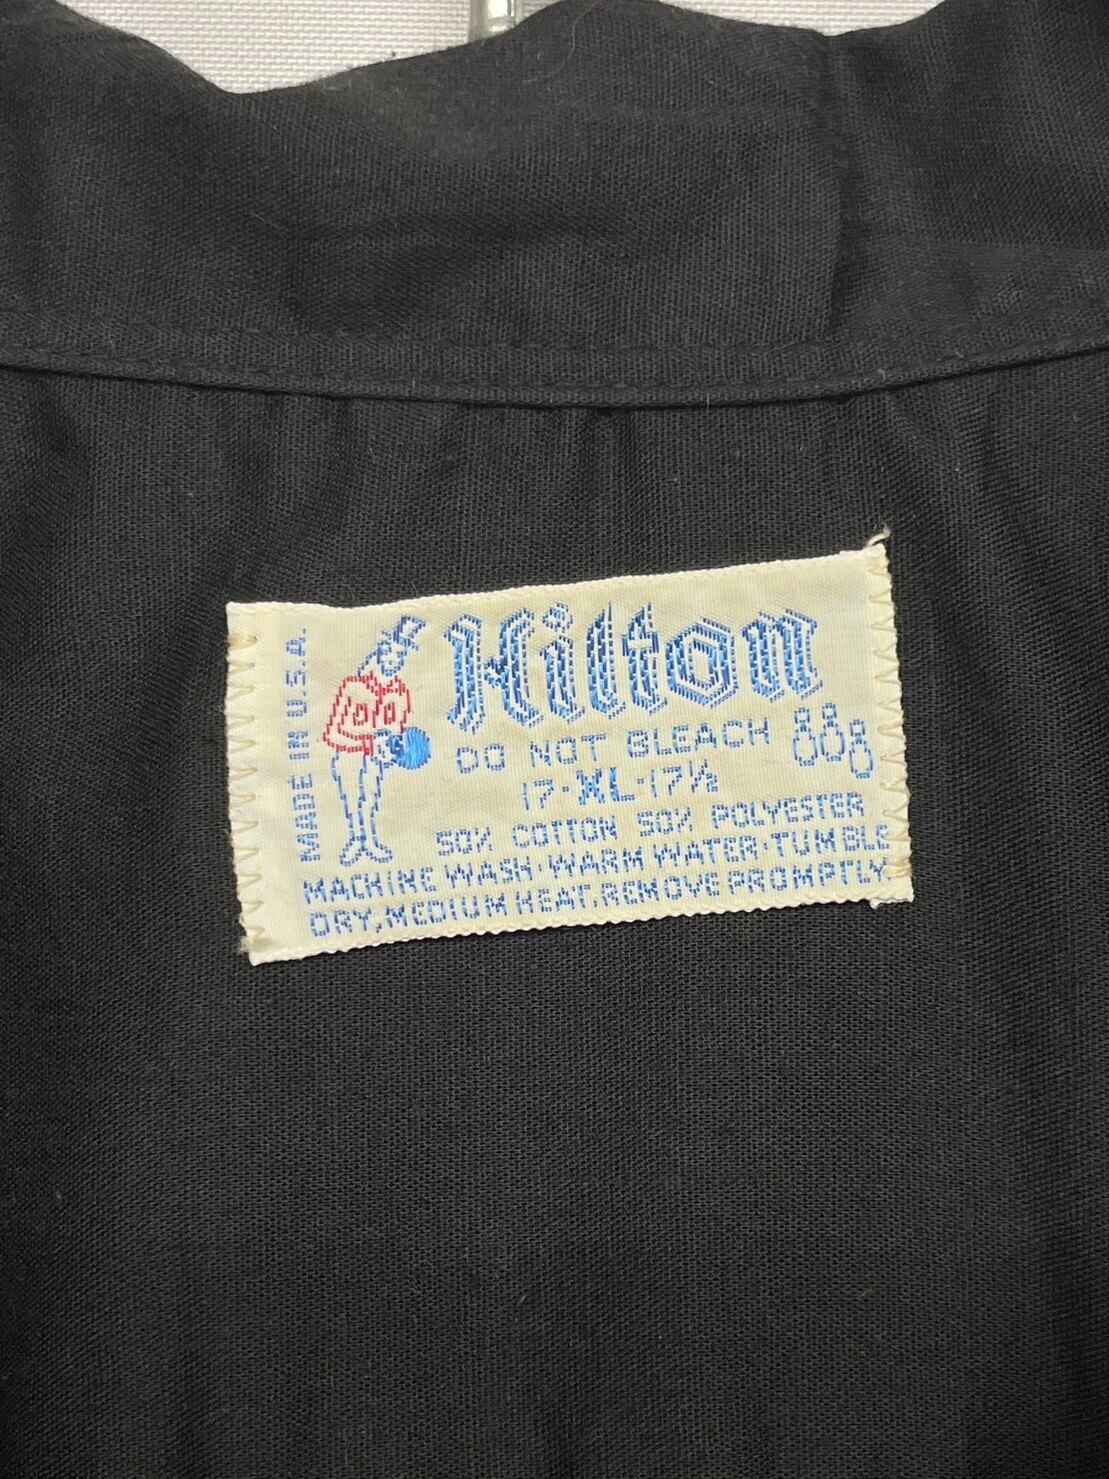 MADE IN U.S.A.
Hilton
DO NOT BLEACH
17-XL-17½
50% COTTON 50% POLYESTER
MACHINE WASH·WARM WATER·TUMBLE
DRY, MEDIUM HEAT, REMOVE PROMPTLY